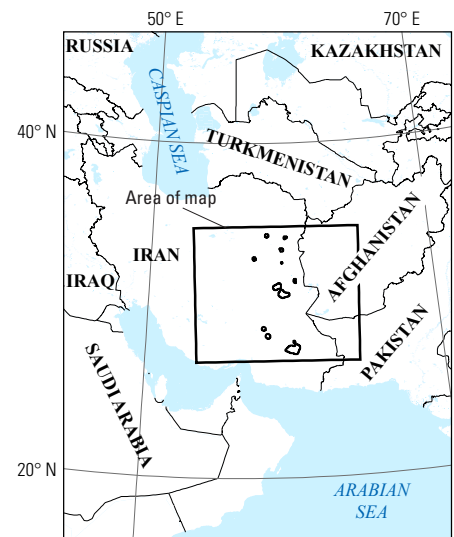 50° E
70° E
RUSSIA
KAZAKHSTAN
CASPIAN SEA
40° N
TURKMENISTAN
Area of map
IRAN
AFGHANISTAN
IRAQ
PAKISTAN
SAUDI ARABIA
20° N
ARABIAN
SEA